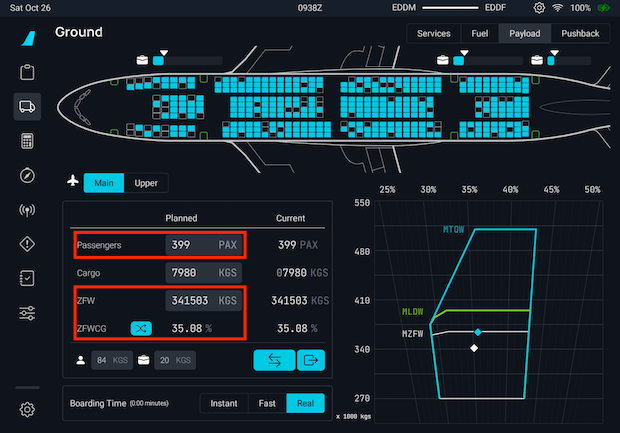 Sat Oct 26 0938Z EDDM EDDF 100%
Ground Services Fuel Payload Pushback
Main Upper
Planned Current
Passengers 399 PAX 399 PAX
Cargo 7980 KGS 07980 KGS
ZFW 341503 KGS 341503 KGS
ZFWCG 35.08 % 35.08 %
84 KGS 20 KGS
Boarding Time (0:00 minutes) Instant Fast Real
25% 30% 35% 42% 45% 50%
550
MTOW
480
410
MLDW
MZFW
340
270
x 1000 kgs